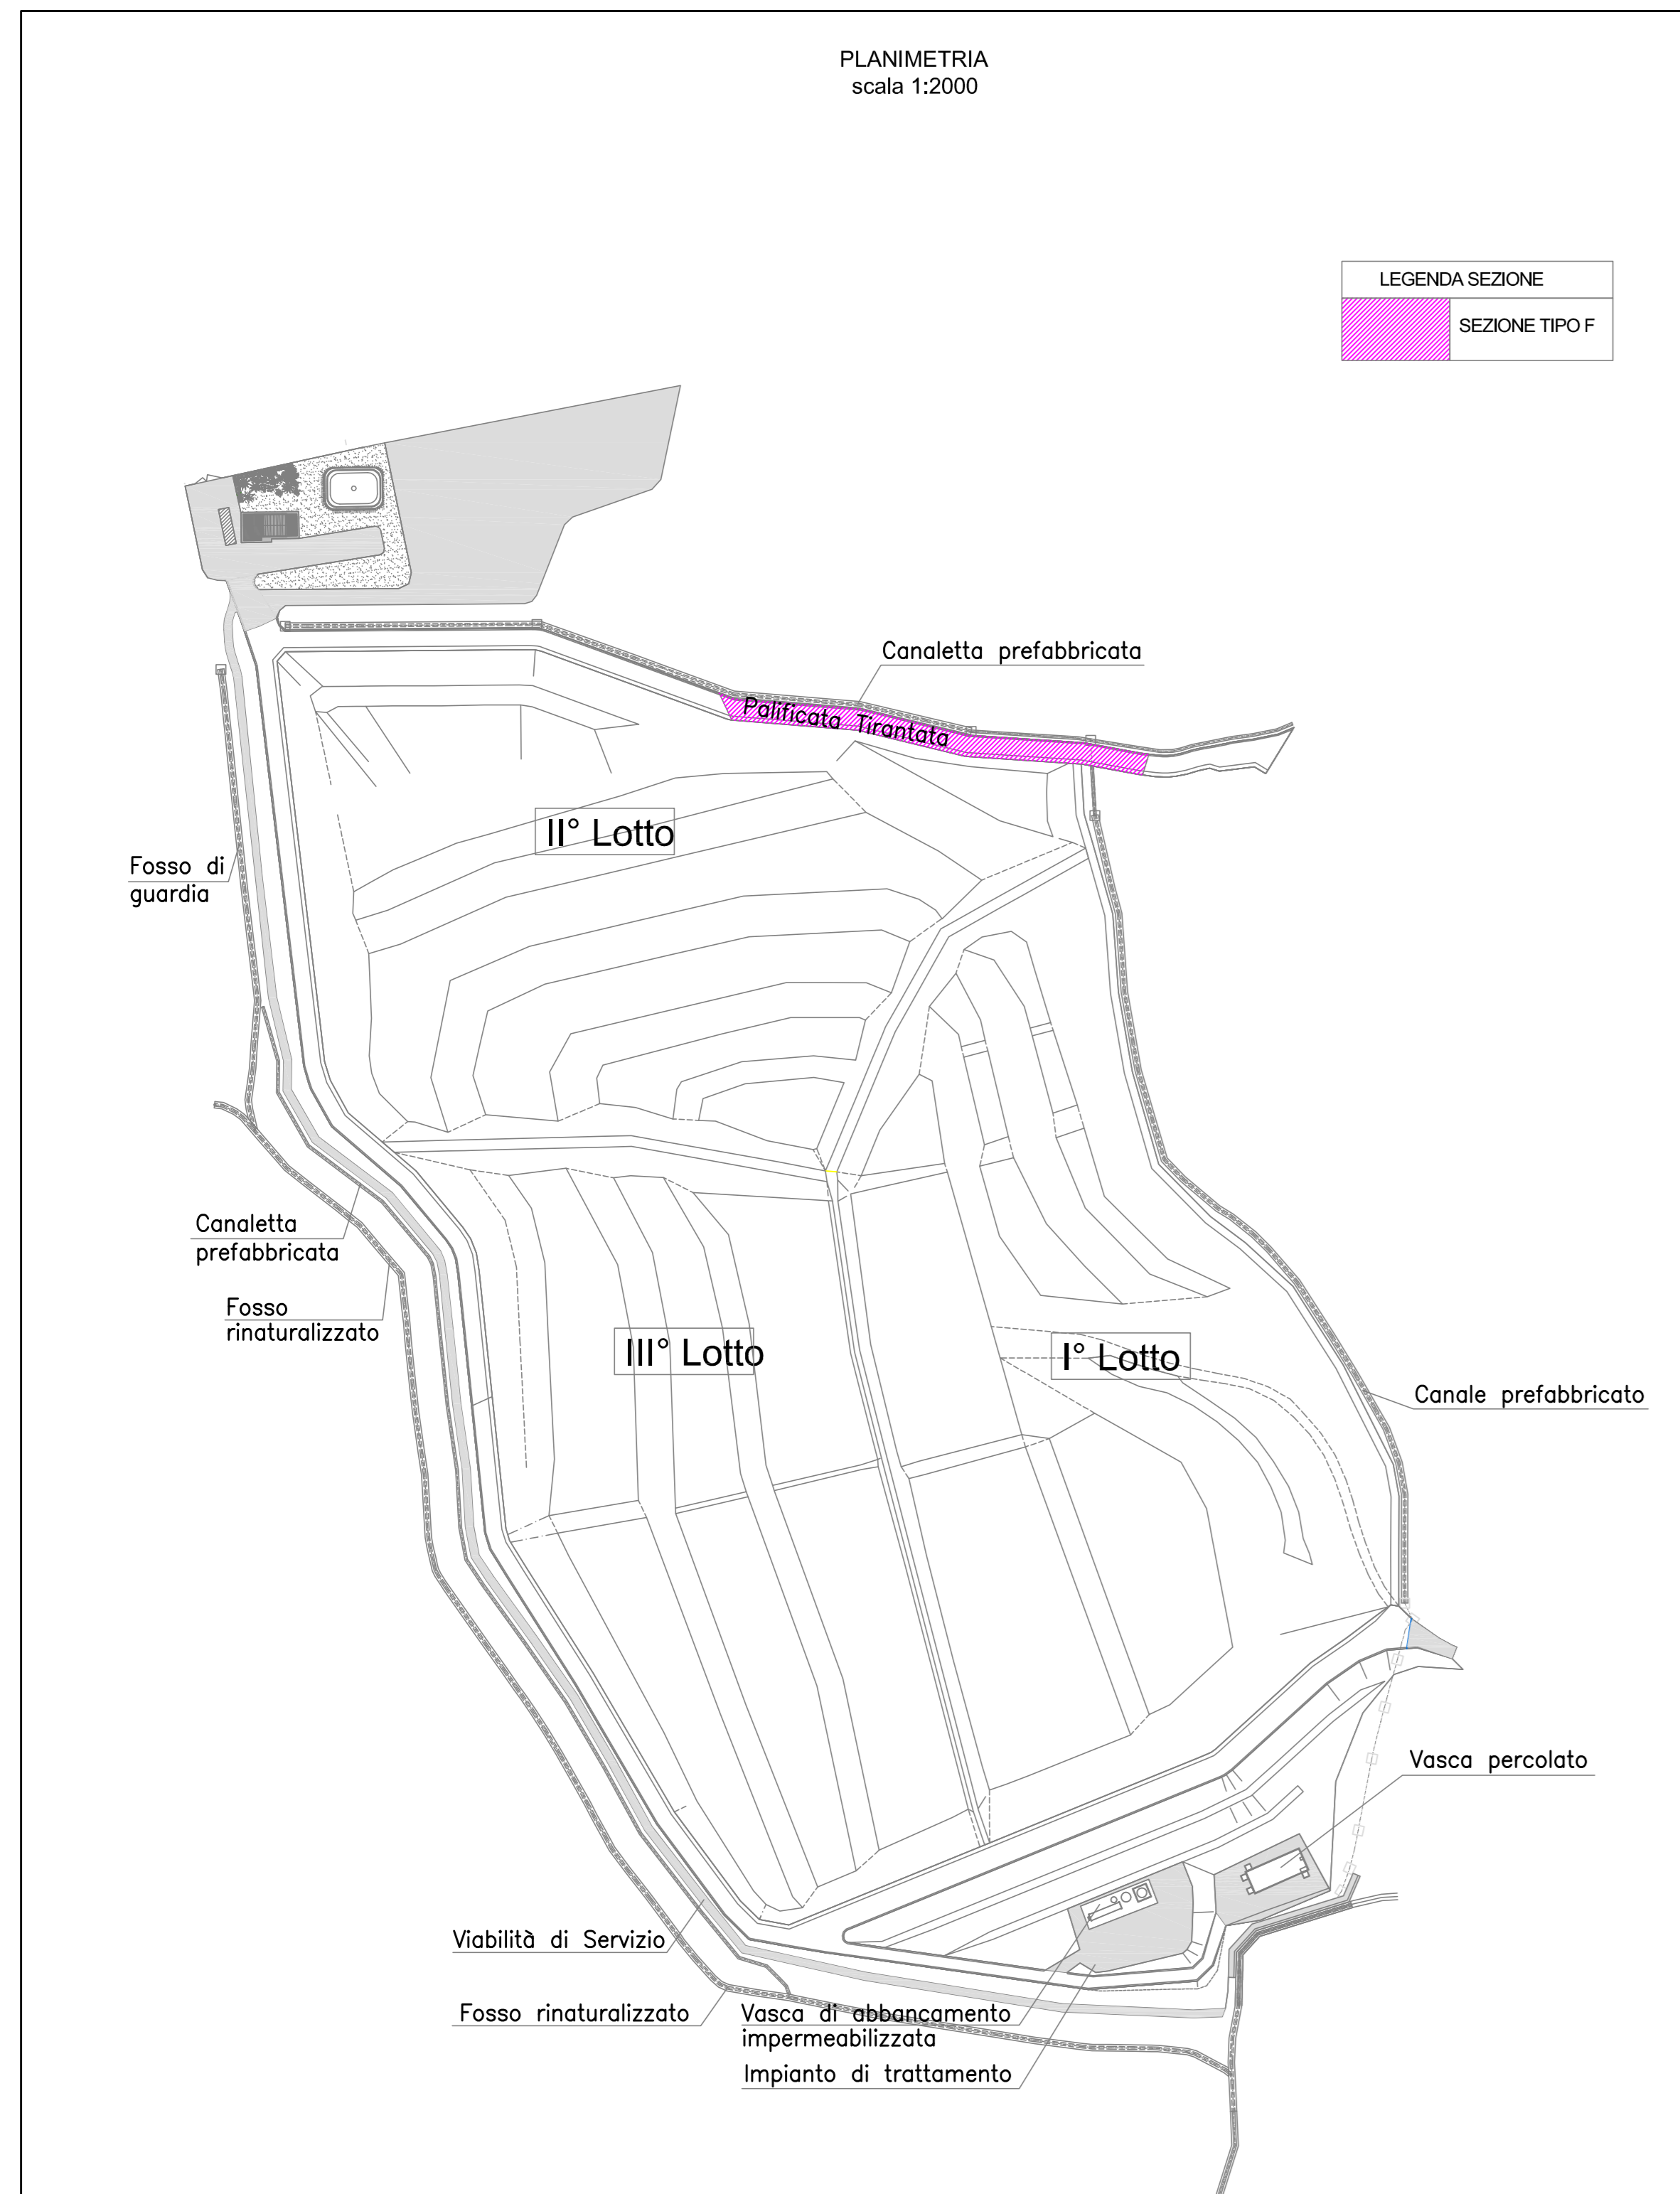 PLANIMETRIA
scala 1:2000
LEGENDA SEZIONE
SEZIONE TIPO F
Canaletta prefabbricata
Palificata Tirantata
II° Lotto
Fosso di
guardia
Canaletta
prefabbricata
Fosso
rinaturalizzato
III° Lotto
I° Lotto
Canale prefabbricato
Vasca percolato
Viabilità di Servizio
Fosso rinaturalizzato
Vasca di abbancamento
impermeabilizzata
Impianto di trattamento